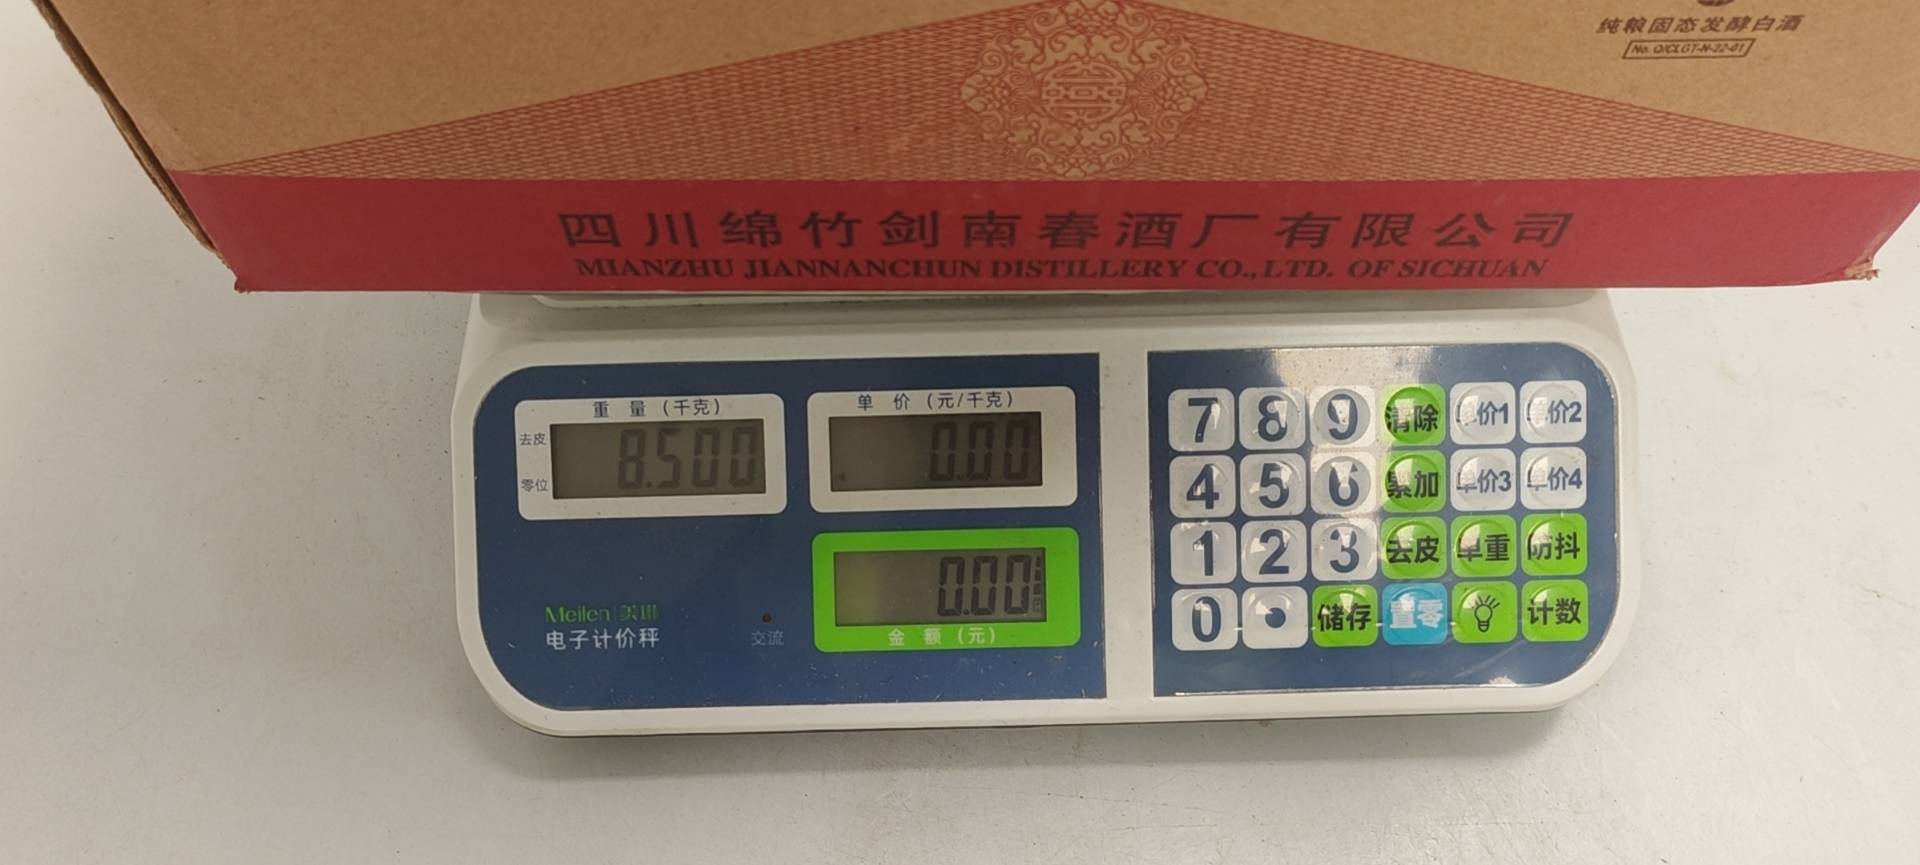 纯粮固态发酵白酒
No. Q/CLGT-N-22-01
四川绵竹剑南春酒厂有限公司
MIANZHU JIANNANCHUN DISTILLERY CO.,LTD. OF SICHUAN
重 量 (千克)
单 价 (元/千克)
去皮
零位
8.500
0.00
0.00
金 额 (元)
Meilen
电子计价秤
交流
7 8 9 清除 单价1 单价2
4 5 6 累加 单价3 单价4
1 2 3 去皮 单重 防抖
0 . 储存 置零 计数